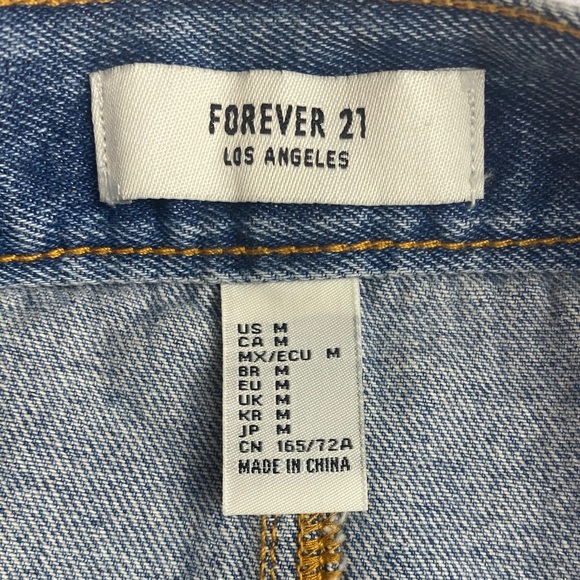 FOREVER 21
LOS ANGELES
US M
CA M
MX/ECU M
BR M
EU M
UK M
KR M
JP M
CN 165/72A
MADE IN CHINA